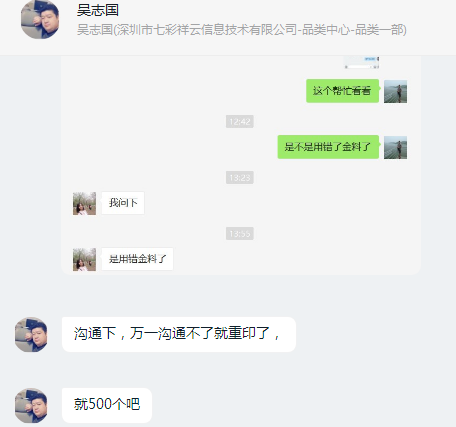 吴志国
吴志国(深圳市七彩祥云信息技术有限公司-品类中心-品类一部)
这个帮忙看看
12:42
是不是用错了金料了
13:23
我问下
13:55
是用错金料了
沟通下，万一沟通不了就重印了，
就500个吧